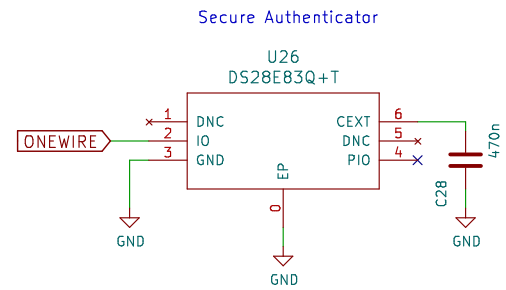 Secure Authenticator
U26
DS28E83Q+T
1 DNC CEXT 6
ONEWIRE 2 IO DNC 5
3 GND PIO 4
EP
0
C28
470n
GND GND
GND